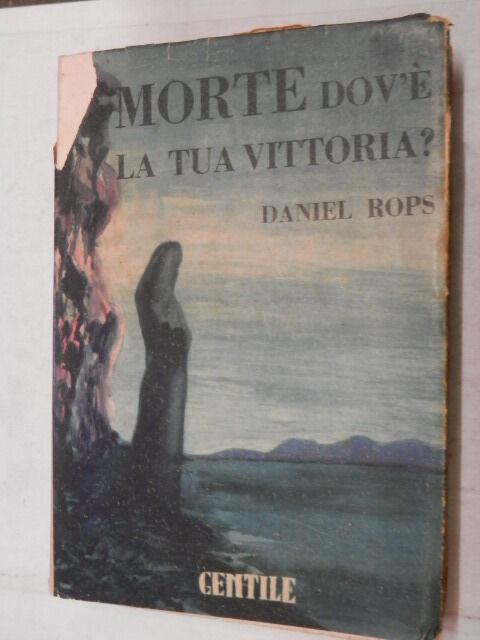 MORTE DOV'È
LA TUA VITTORIA?
DANIEL ROPS
GENTILE